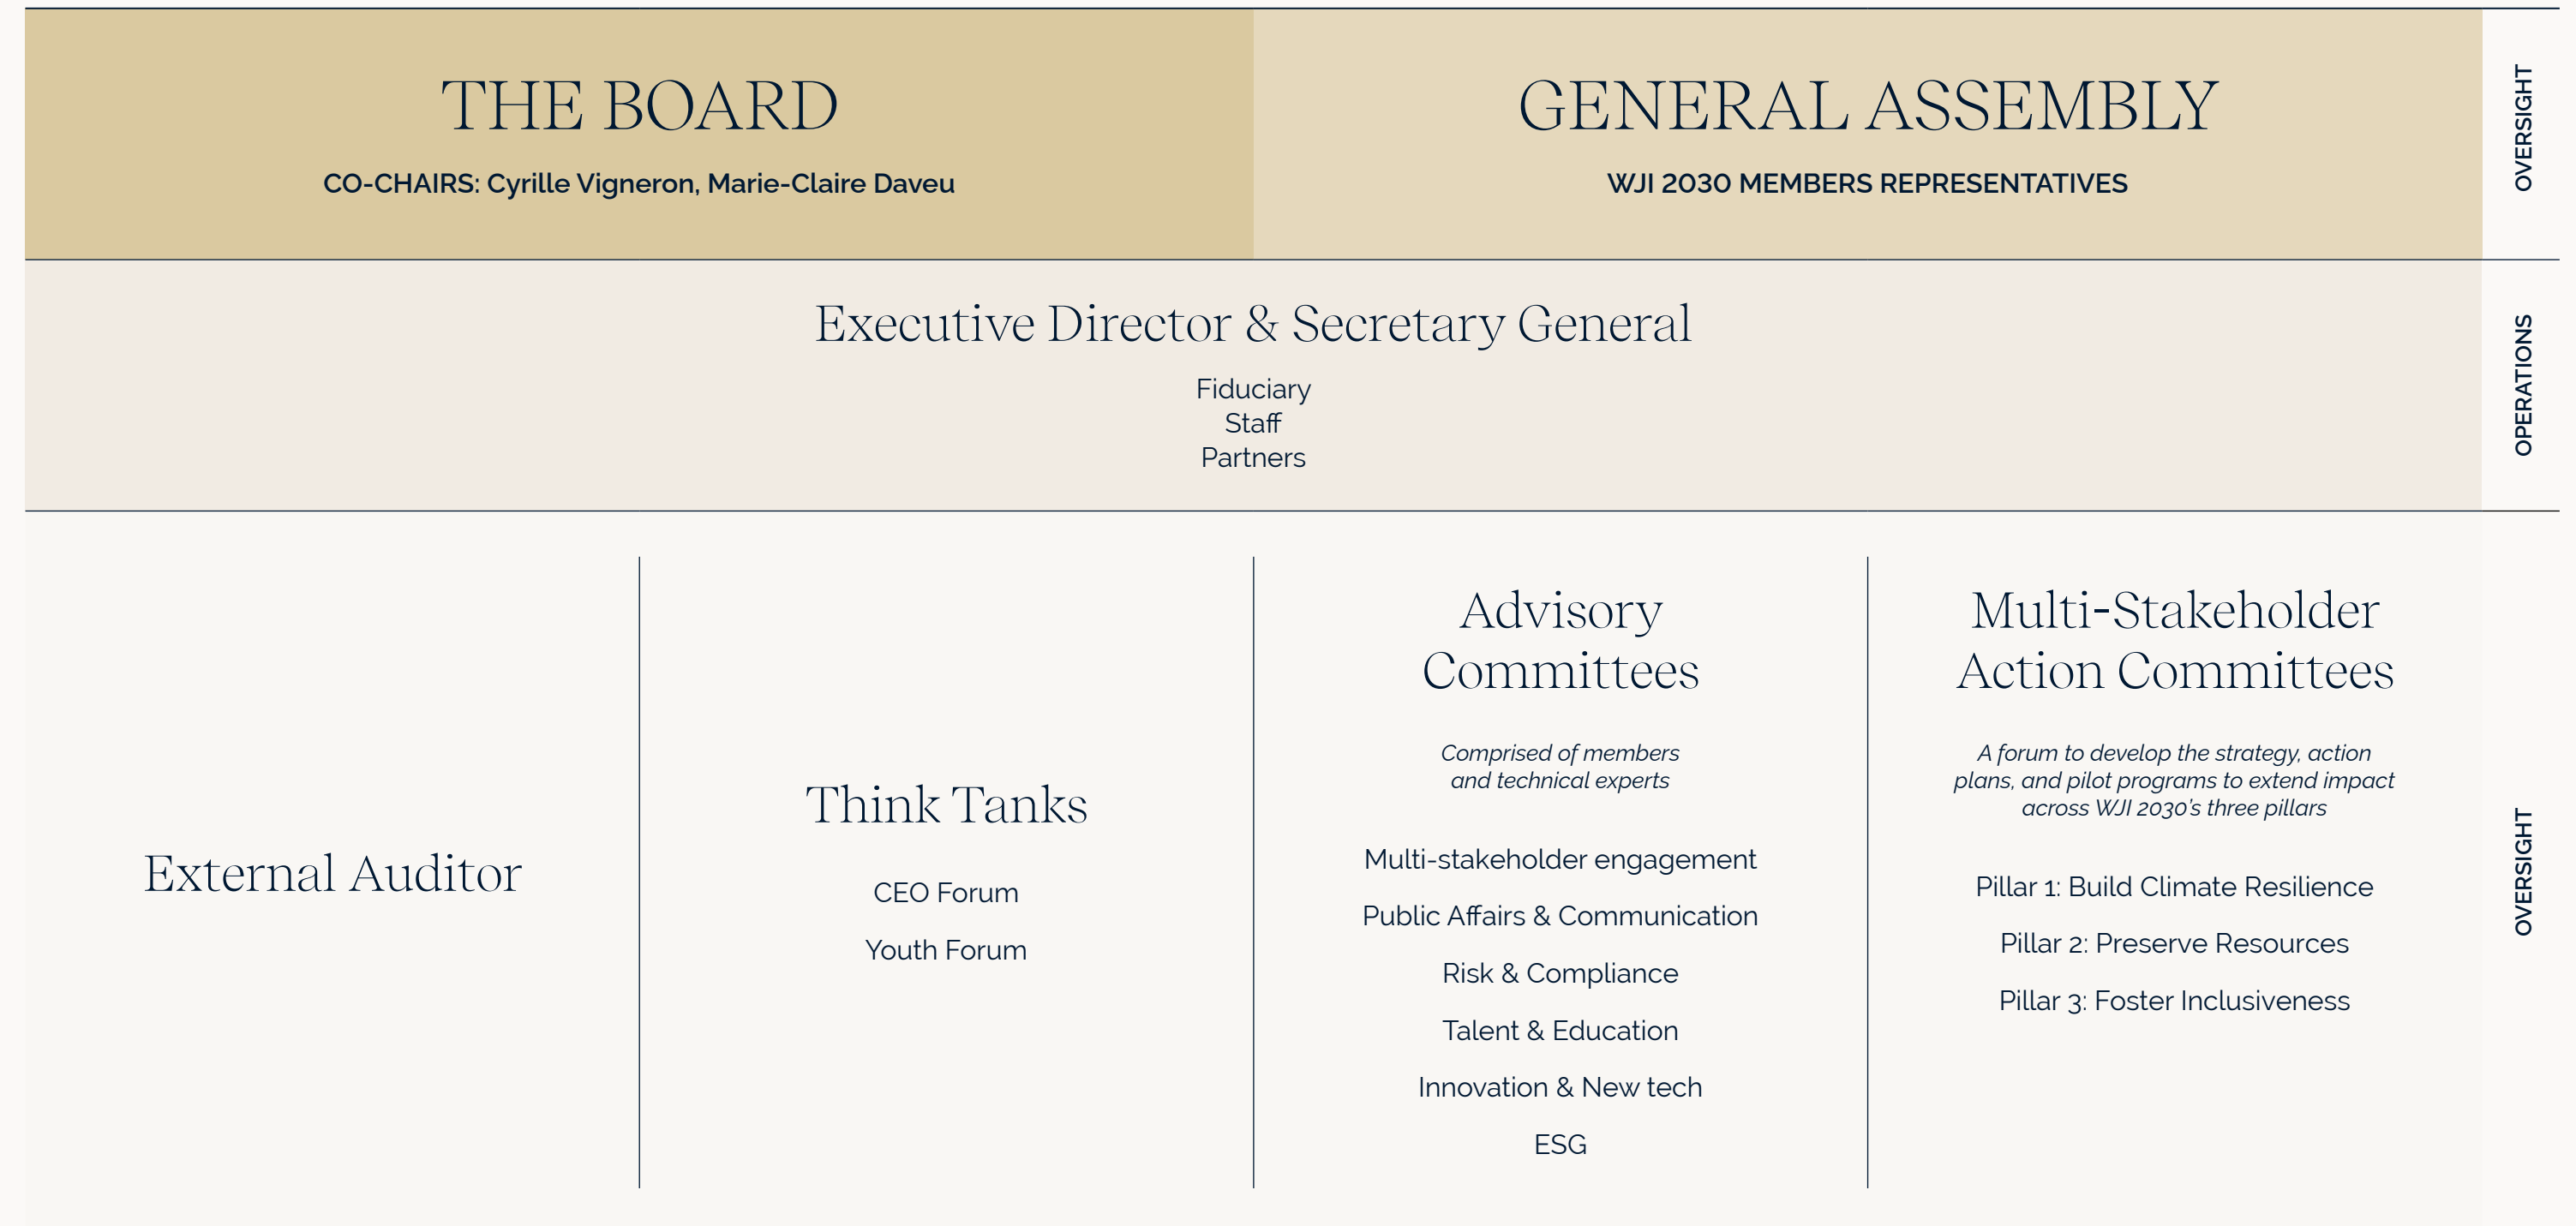 THE BOARD
CO-CHAIRS: Cyrille Vigneron, Marie-Claire Daveu
GENERAL ASSEMBLY
WJI 2030 MEMBERS REPRESENTATIVES
OVERSIGHT
Executive Director & Secretary General
Fiduciary
Staff
Partners
OPERATIONS
External Auditor
Think Tanks
CEO Forum
Youth Forum
Advisory
Committees
Comprised of members
and technical experts
Multi-stakeholder engagement
Public Affairs & Communication
Risk & Compliance
Talent & Education
Innovation & New tech
ESG
Multi-Stakeholder
Action Committees
A forum to develop the strategy, action
plans, and pilot programs to extend impact
across WJI 2030’s three pillars
Pillar 1: Build Climate Resilience
Pillar 2: Preserve Resources
Pillar 3: Foster Inclusiveness
OVERSIGHT